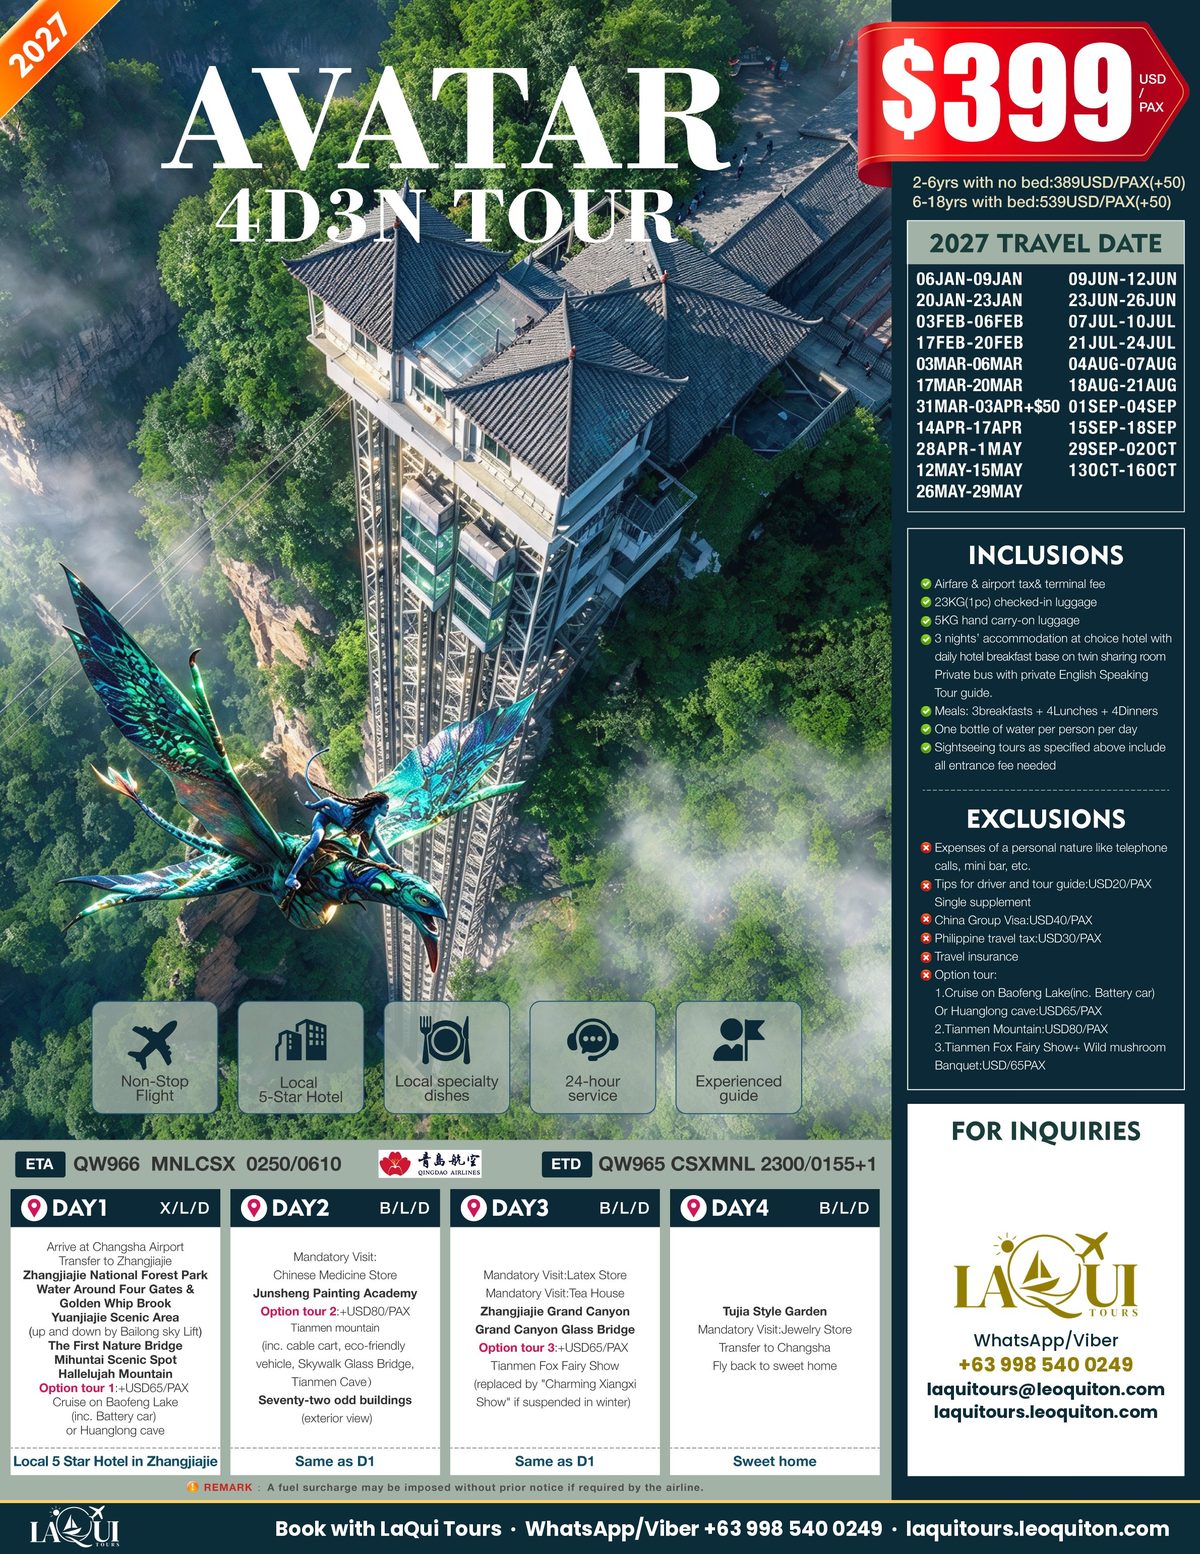 2027
AVATAR
4D3N TOUR
$399
USD
/
PAX
2-6yrs with no bed:389USD/PAX(+50)
6-18yrs with bed:539USD/PAX(+50)
2027 TRAVEL DATE
06JAN-09JAN
20JAN-23JAN
03FEB-06FEB
17FEB-20FEB
03MAR-06MAR
17MAR-20MAR
31MAR-03APR+$50
14APR-17APR
28APR-1MAY
12MAY-15MAY
26MAY-29MAY
09JUN-12JUN
23JUN-26JUN
07JUL-10JUL
21JUL-24JUL
04AUG-07AUG
18AUG-21AUG
01SEP-04SEP
15SEP-18SEP
29SEP-02OCT
13OCT-16OCT
INCLUSIONS
Airfare & airport tax& terminal fee
23KG(1pc) checked-in luggage
5KG hand carry-on luggage
3 nights' accommodation at choice hotel with
daily hotel breakfast base on twin sharing room
Private bus with private English Speaking
Tour guide.
Meals: 3breakfasts + 4Lunches + 4Dinners
One bottle of water per person per day
Sightseeing tours as specified above include
all entrance fee needed
EXCLUSIONS
Expenses of a personal nature like telephone
calls, mini bar, etc.
Tips for driver and tour guide:USD20/PAX
Single supplement
China Group Visa:USD40/PAX
Philippine travel tax:USD30/PAX
Travel insurance
Option tour:
1.Cruise on Baofeng Lake(inc. Battery car)
Or Huanglong cave:USD65/PAX
2.Tianmen Mountain:USD80/PAX
3.Tianmen Fox Fairy Show+ Wild mushroom
Banquet:USD/65PAX
Non-Stop
Flight
Local
5-Star Hotel
Local specialty
dishes
24-hour
service
Experienced
guide
ETA QW966 MNLCSX 0250/0610
青島航空
QINGDAO AIRLINES
ETD QW965 CSXMNL 2300/0155+1
DAY1 X/L/D
Arrive at Changsha Airport
Transfer to Zhangjiajie
Zhangjiajie National Forest Park
Water Around Four Gates &
Golden Whip Brook
Yuanjiajie Scenic Area
(up and down by Bailong sky Lift)
The First Nature Bridge
Mihuntai Scenic Spot
Hallelujah Mountain
Option tour 1:+USD65/PAX
Cruise on Baofeng Lake
(inc. Battery car)
or Huanglong cave
Local 5 Star Hotel in Zhangjiajie
DAY2 B/L/D
Mandatory Visit:
Chinese Medicine Store
Junsheng Painting Academy
Option tour 2:+USD80/PAX
Tianmen mountain
(inc. cable cart, eco-friendly
vehicle, Skywalk Glass Bridge,
Tianmen Cave)
Seventy-two odd buildings
(exterior view)
Same as D1
DAY3 B/L/D
Mandatory Visit:Latex Store
Mandatory Visit:Tea House
Zhangjiajie Grand Canyon
Grand Canyon Glass Bridge
Option tour 3:+USD65/PAX
Tianmen Fox Fairy Show
(replaced by "Charming Xiangxi
Show" if suspended in winter)
Same as D1
DAY4 B/L/D
Tujia Style Garden
Mandatory Visit:Jewelry Store
Transfer to Changsha
Fly back to sweet home
Sweet home
REMARK : A fuel surcharge may be imposed without prior notice if required by the airline.
FOR INQUIRIES
LAQUI
TOURS
WhatsApp/Viber
+63 998 540 0249
laquitours@leoquiton.com
laquitours.leoquiton.com
LAQUI
TOURS
Book with LaQui Tours · WhatsApp/Viber +63 998 540 0249 · laquitours.leoquiton.com